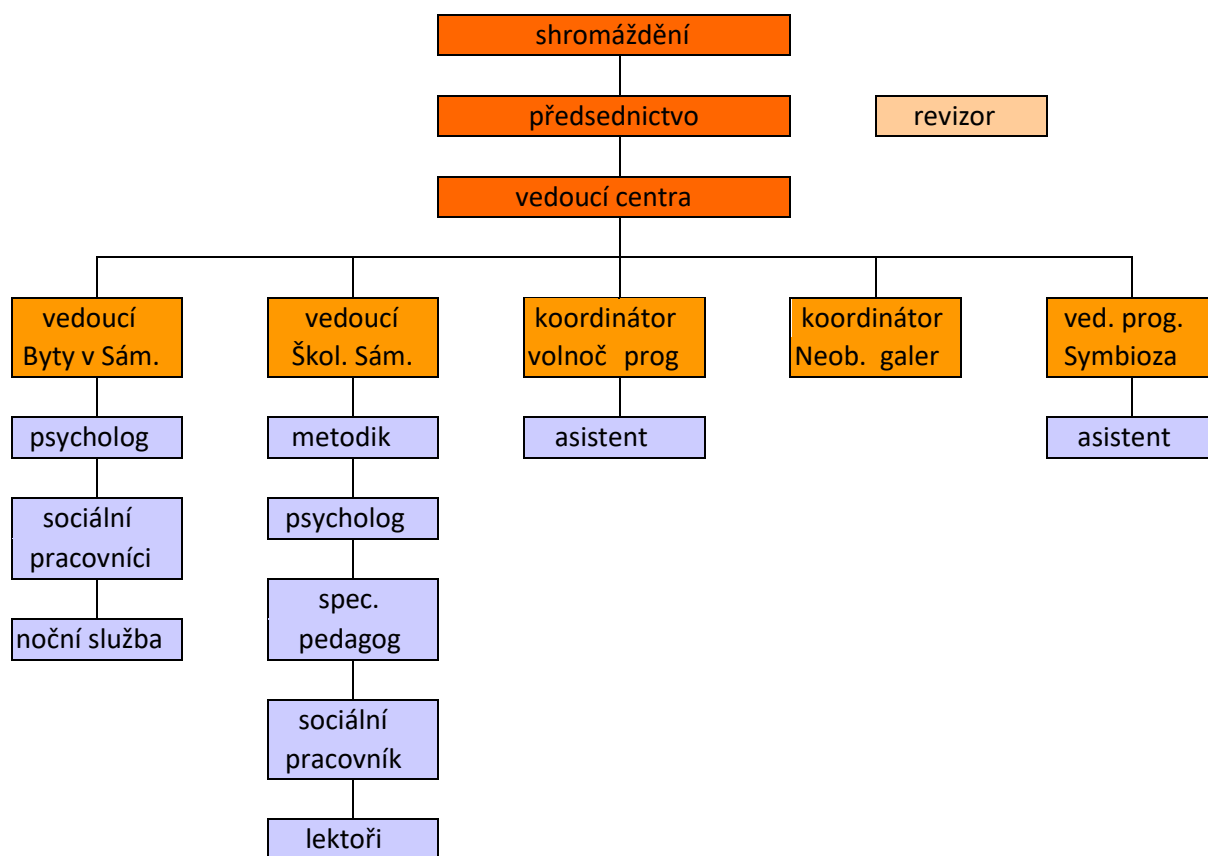 shromáždění
předsednictvo
revizor
vedoucí centra
vedoucí
Byty v Sám.
vedoucí
Škol. Sám.
koordinátor
volnoč prog
koordinátor
Neob. galer
ved. prog.
Symbioza
psycholog
metodik
asistent
asistent
sociální
pracovníci
psycholog
noční služba
spec.
pedagog
sociální
pracovník
lektoři